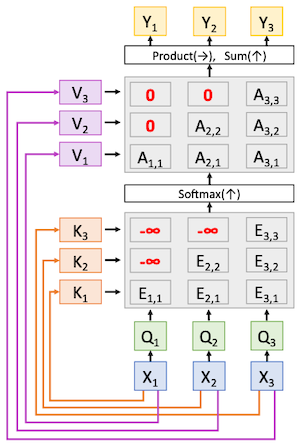 Y1 Y2 Y3
Product(→), Sum(↑)
V3 0 0 A3,3
V2 0 A2,2 A3,2
V1 A1,1 A2,1 A3,1
Softmax(↑)
K3 -∞ -∞ E3,3
K2 -∞ E2,2 E3,2
K1 E1,1 E2,1 E3,1
Q1 Q2 Q3
X1 X2 X3